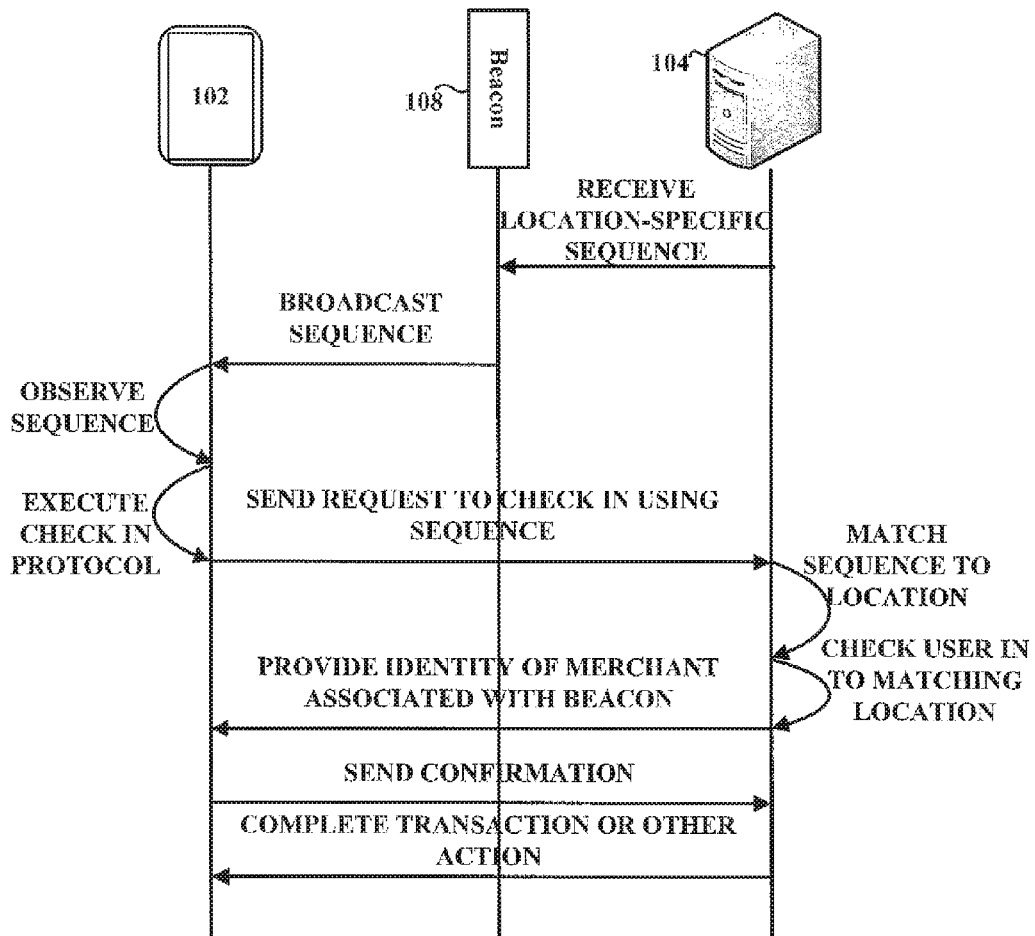 102
108
Beacon
104
RECEIVE
LOCATION-SPECIFIC
SEQUENCE
BROADCAST
SEQUENCE
OBSERVE
SEQUENCE
EXECUTE
CHECK IN
PROTOCOL
SEND REQUEST TO CHECK IN USING
SEQUENCE
MATCH
SEQUENCE TO
LOCATION
CHECK USER IN
TO MATCHING
LOCATION
PROVIDE IDENTITY OF MERCHANT
ASSOCIATED WITH BEACON
SEND CONFIRMATION
COMPLETE TRANSACTION OR OTHER
ACTION